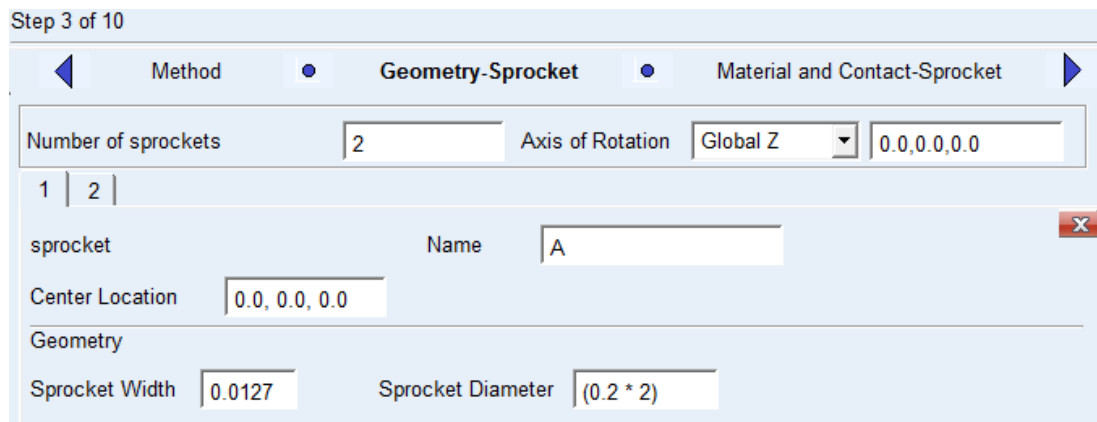 Step 3 of 10
Method Geometry-Sprocket Material and Contact-Sprocket
Number of sprockets 2 Axis of Rotation Global Z 0.0,0.0,0.0
1 2
sprocket Name A
Center Location 0.0, 0.0, 0.0
Geometry
Sprocket Width 0.0127 Sprocket Diameter (0.2 * 2)